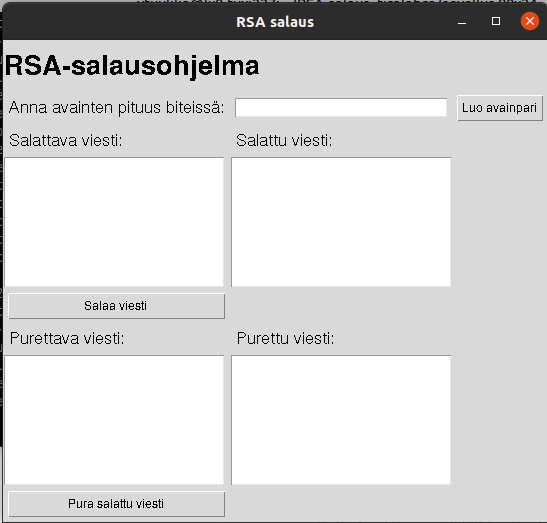 RSA salaus
RSA-salausohjelma
Anna avainten pituus biteissä:
Luo avainpari
Salattava viesti:
Salattu viesti:
Salaa viesti
Purettava viesti:
Purettu viesti:
Pura salattu viesti